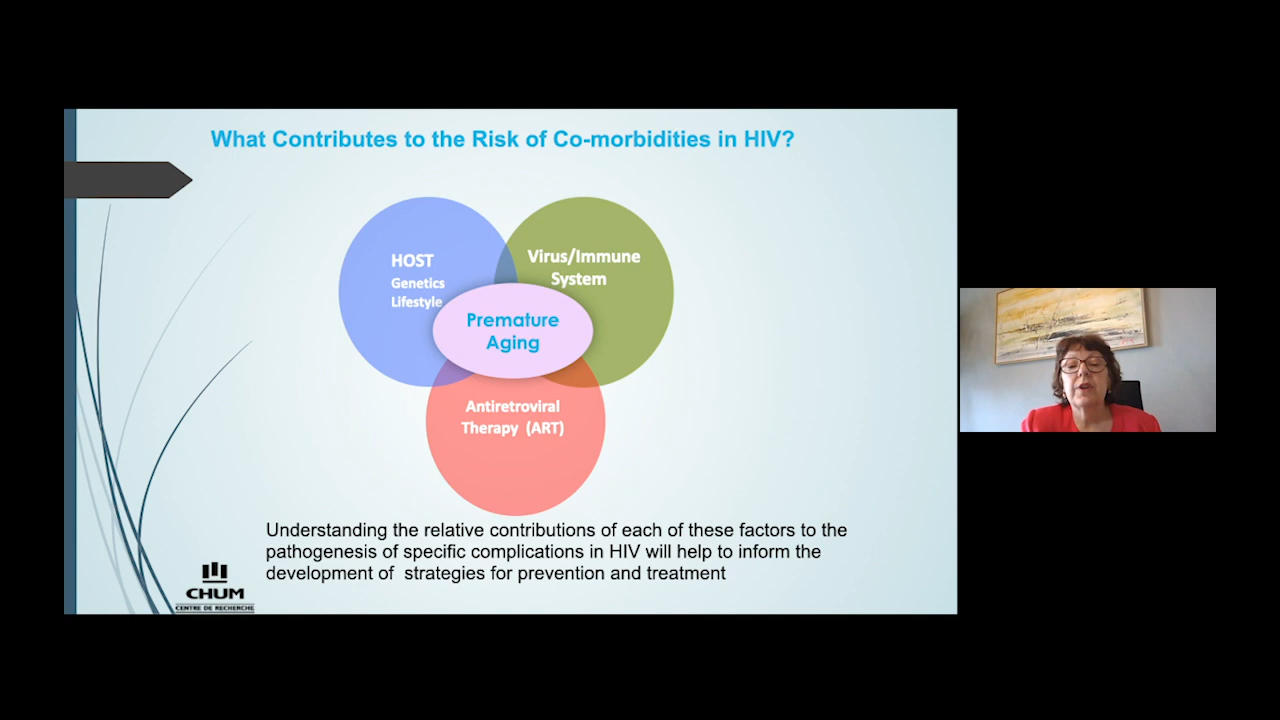 What Contributes to the Risk of Co-morbidities in HIV?
HOST
Genetics
Lifestyle
Virus/Immune
System
Premature
Aging
Antiretroviral
Therapy (ART)
Understanding the relative contributions of each of these factors to the
pathogenesis of specific complications in HIV will help to inform the
development of strategies for prevention and treatment
CHUM
CENTRE DE RECHERCHE